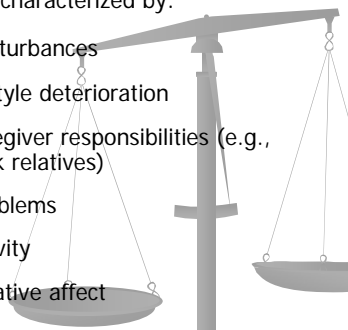 characterized by:
turbances
tyle deterioration
egiver responsibilities (e.g.,
k relatives)
blems
vity
ative affect